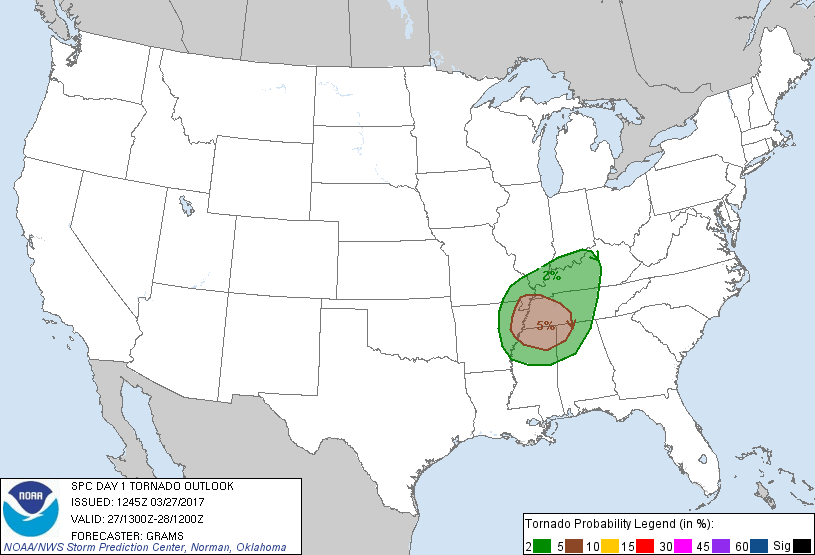 2%
5%
SPC DAY 1 TORNADO OUTLOOK
ISSUED: 1245Z 03/27/2017
VALID: 27/1300Z-28/1200Z
FORECASTER: GRAMS
NOAA/NWS Storm Prediction Center, Norman, Oklahoma
NOAA
Tornado Probability Legend (in %):
2 5 10 15 30 45 60 Sig